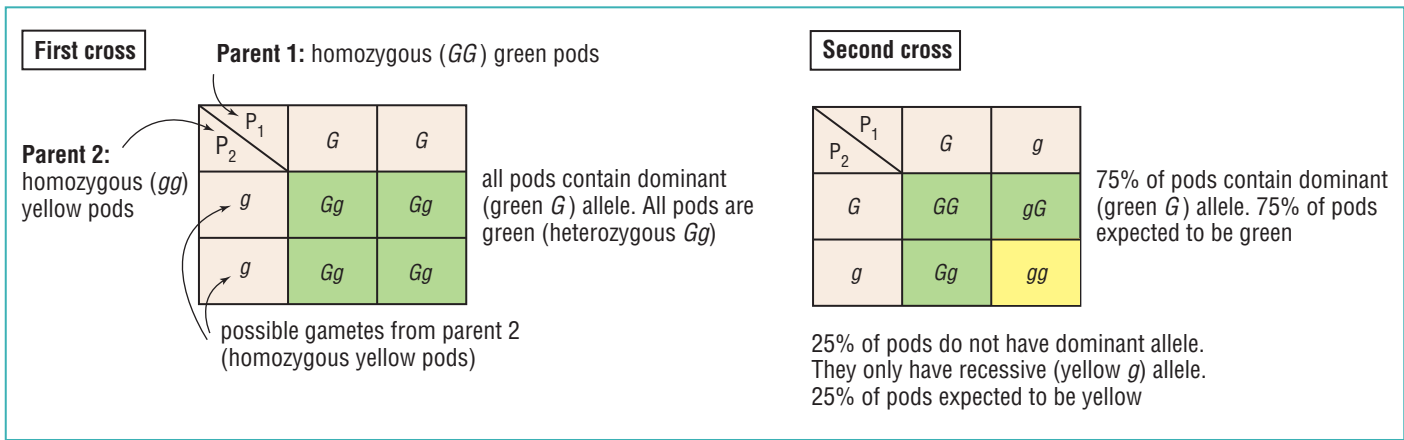 First cross
Parent 1: homozygous (GG) green pods
P1
P2
G
G
Parent 2:
homozygous (gg)
yellow pods
g
Gg
Gg
g
Gg
Gg
all pods contain dominant
(green G) allele. All pods are
green (heterozygous Gg)
possible gametes from parent 2
(homozygous yellow pods)
Second cross
P1
P2
G
g
G
GG
gG
g
Gg
gg
75% of pods contain dominant
(green G) allele. 75% of pods
expected to be green
25% of pods do not have dominant allele.
They only have recessive (yellow g) allele.
25% of pods expected to be yellow